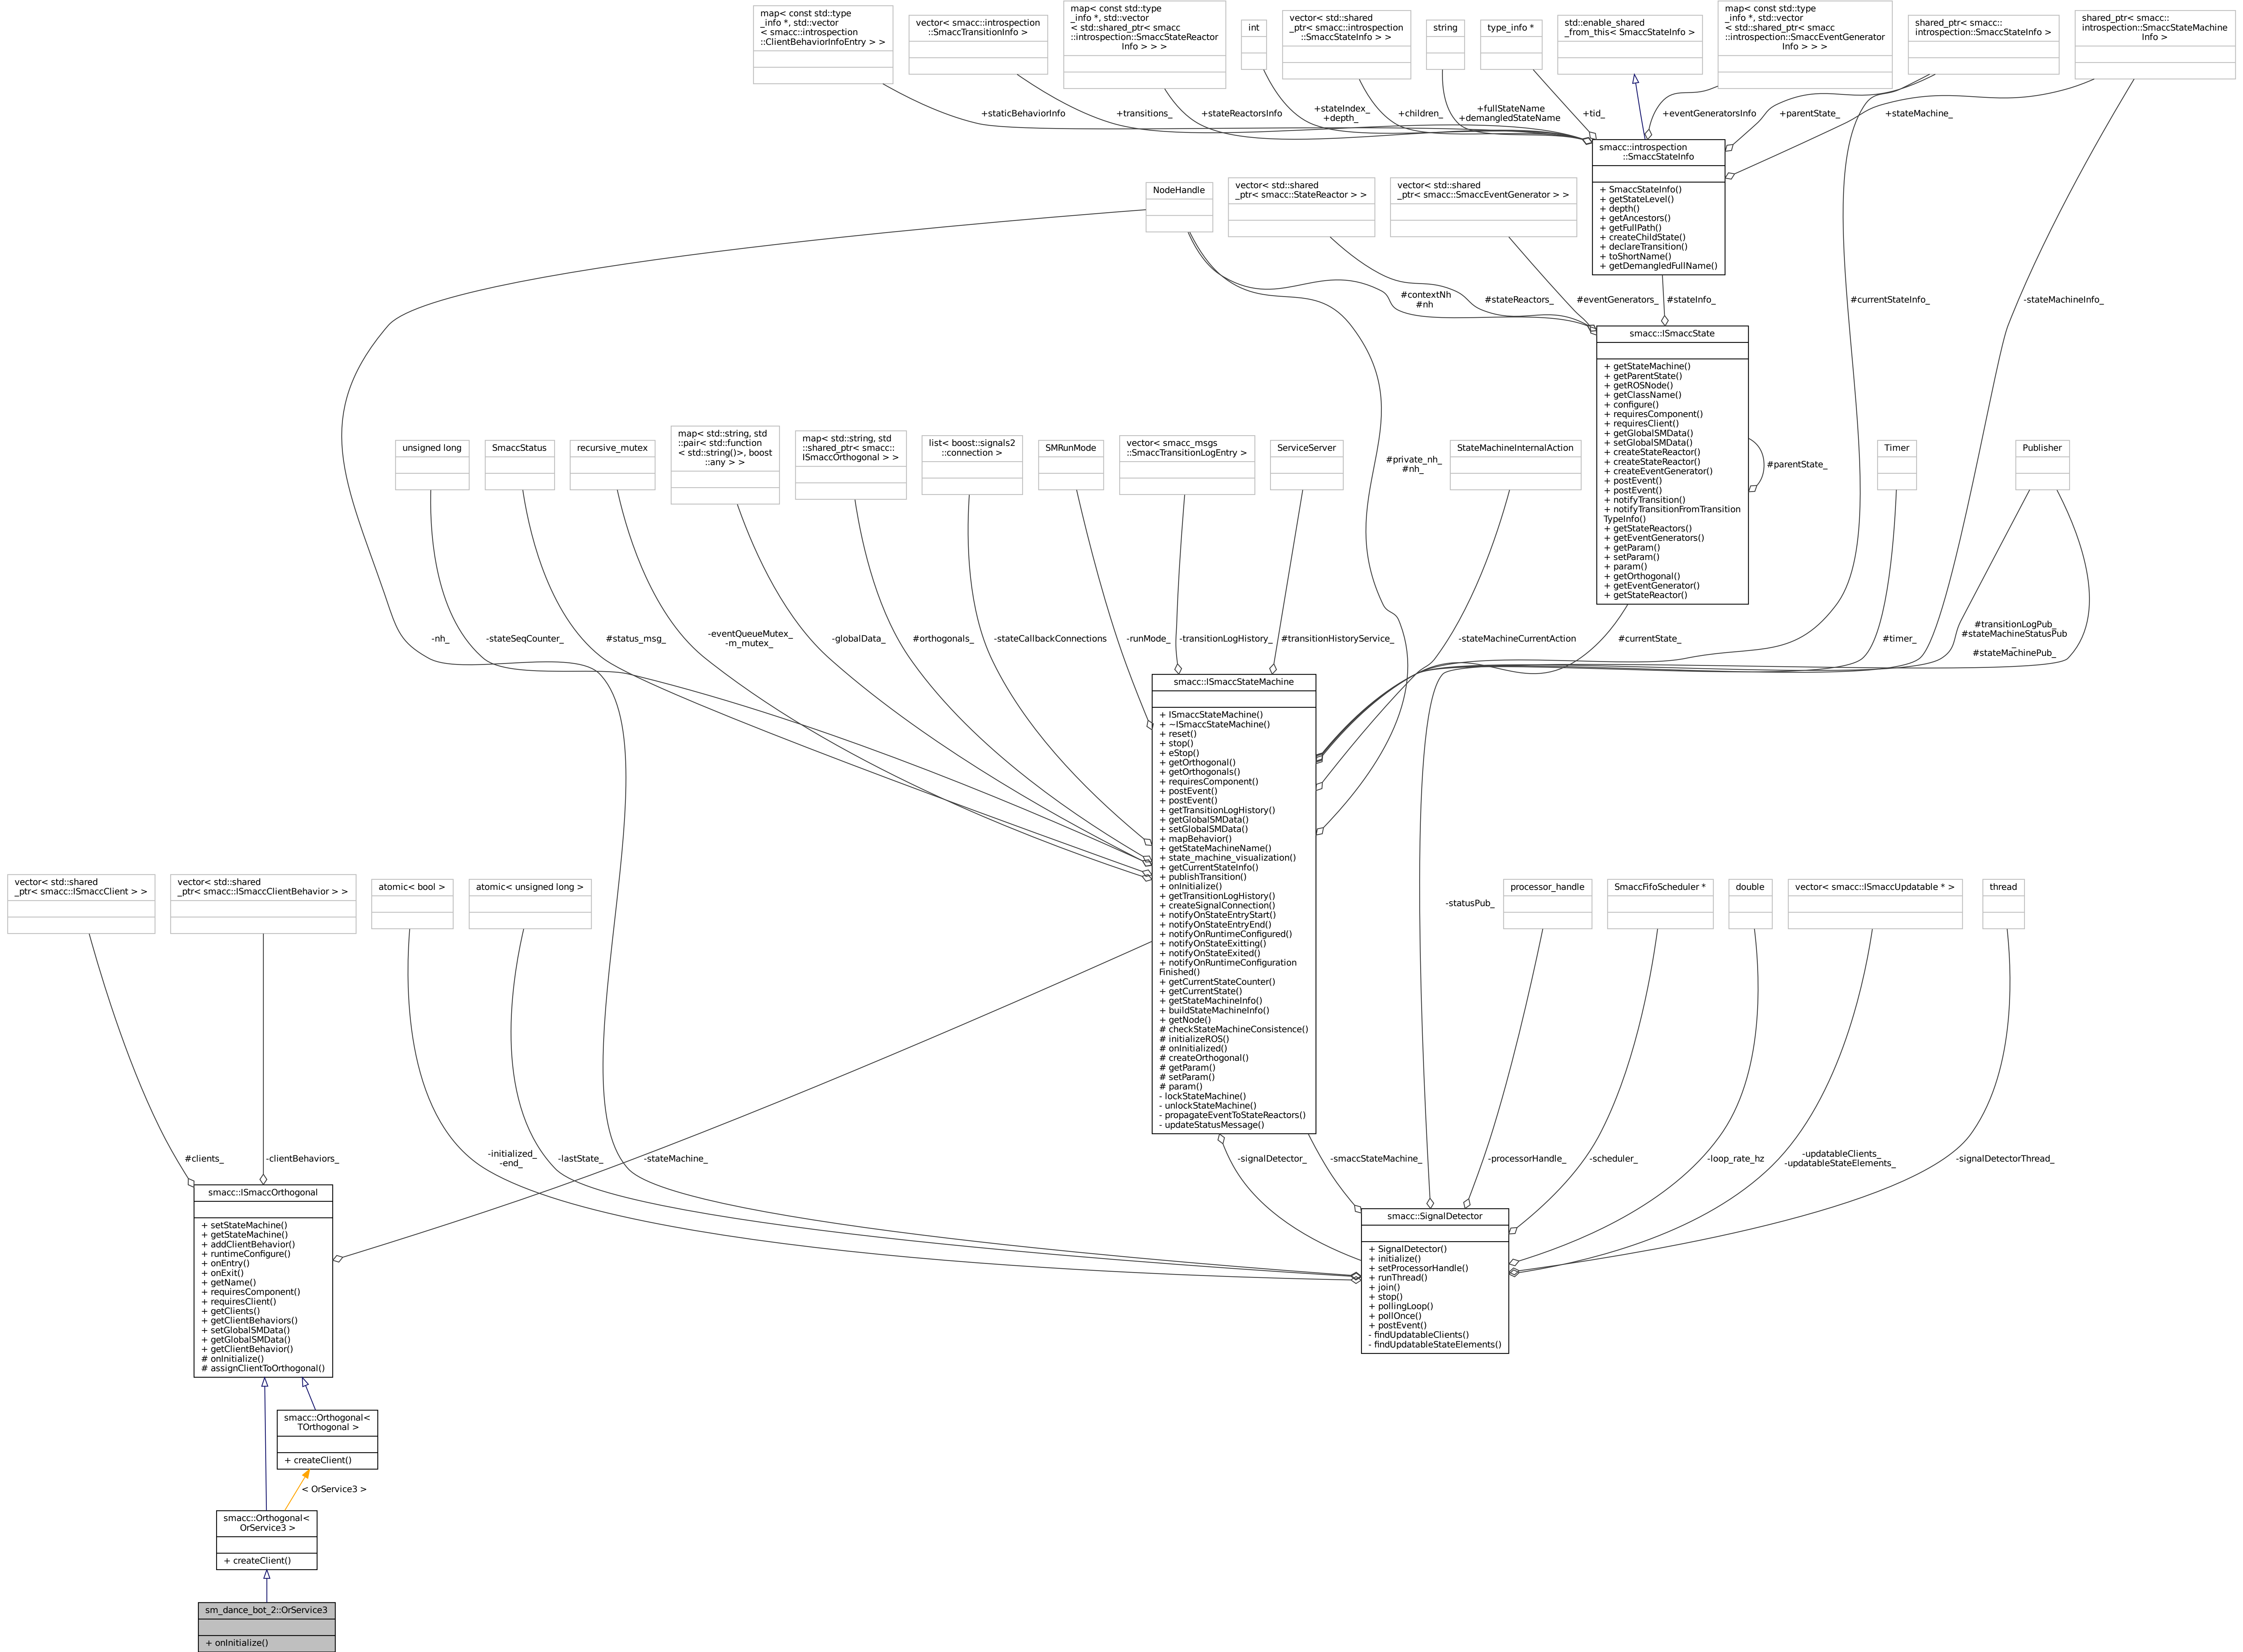 map< const std::type
_info *, std::vector
< smacc::introspection
::ClientBehaviorInfoEntry > >
vector< smacc::introspection
::SmaccTransitionInfo >
map< const std::type
_info *, std::vector
< std::shared_ptr< smacc
::introspection::SmaccStateReactor
Info > > >
int
vector< std::shared
_ptr< smacc::introspection
::SmaccStateInfo > >
string
type_info *
std::enable_shared
_from_this< SmaccStateInfo >
map< const std::type
_info *, std::vector
< std::shared_ptr< smacc
::introspection::SmaccEventGenerator
Info > > >
shared_ptr< smacc::
introspection::SmaccStateInfo >
shared_ptr< smacc::
introspection::SmaccStateMachine
Info >
+staticBehaviorInfo
+transitions_
+stateReactorsInfo
+stateIndex_
+depth_
+children_
+fullStateName
+demangledStateName
+tid_
+eventGeneratorsInfo
+parentState_
+stateMachine_
smacc::introspection
::SmaccStateInfo
+ SmaccStateInfo()
+ getStateLevel()
+ depth()
+ getAncestors()
+ getFullPath()
+ createChildState()
+ declareTransition()
+ toShortName()
+ getDemangledFullName()
NodeHandle
vector< std::shared
_ptr< smacc::StateReactor > >
vector< std::shared
_ptr< smacc::SmaccEventGenerator > >
#contextNh
#nh
#stateReactors_
#eventGenerators_
#stateInfo_
#currentStateInfo_
-stateMachineInfo_
smacc::ISmaccState
+ getStateMachine()
+ getParentState()
+ getROSNode()
+ getClassName()
+ configure()
+ requiresComponent()
+ requiresClient()
+ getGlobalSMData()
+ setGlobalSMData()
+ createStateReactor()
+ createStateReactor()
+ createEventGenerator()
+ postEvent()
+ postEvent()
+ notifyTransition()
+ notifyTransitionFromTransition
TypeInfo()
+ getStateReactors()
+ getEventGenerators()
+ getParam()
+ setParam()
+ param()
+ getOrthogonal()
+ getEventGenerator()
+ getStateReactor()
#parentState_
unsigned long
SmaccStatus
recursive_mutex
map< std::string, std
::pair< std::function
< std::string()>, boost
::any > >
map< std::string, std
::shared_ptr< smacc::
ISmaccOrthogonal > >
list< boost::signals2
::connection >
SMRunMode
vector< smacc_msgs
::SmaccTransitionLogEntry >
ServiceServer
#private_nh_
#nh_
StateMachineInternalAction
Timer
Publisher
-nh_
-stateSeqCounter_
#status_msg_
-eventQueueMutex_
-m_mutex_
-globalData_
#orthogonals_
-stateCallbackConnections
-runMode_
-transitionLogHistory_
#transitionHistoryService_
-stateMachineCurrentAction
#currentState_
#timer_
#transitionLogPub_
#stateMachineStatusPub
_
#stateMachinePub_
smacc::ISmaccStateMachine
+ ISmaccStateMachine()
+ ~ISmaccStateMachine()
+ reset()
+ stop()
+ eStop()
+ getOrthogonal()
+ getOrthogonals()
+ requiresComponent()
+ postEvent()
+ postEvent()
+ getTransitionLogHistory()
+ getGlobalSMData()
+ setGlobalSMData()
+ mapBehavior()
+ getStateMachineName()
+ state_machine_visualization()
+ getCurrentStateInfo()
+ publishTransition()
+ onInitialize()
+ getTransitionLogHistory()
+ createSignalConnection()
+ notifyOnStateEntryStart()
+ notifyOnStateEntryEnd()
+ notifyOnRuntimeConfigured()
+ notifyOnStateExitting()
+ notifyOnStateExited()
+ notifyOnRuntimeConfiguration
Finished()
+ getCurrentStateCounter()
+ getCurrentState()
+ getStateMachineInfo()
+ buildStateMachineInfo()
+ getNode()
# checkStateMachineConsistence()
# initializeROS()
# onInitialized()
# createOrthogonal()
# getParam()
# setParam()
# param()
- lockStateMachine()
- unlockStateMachine()
- propagateEventToStateReactors()
- updateStatusMessage()
vector< std::shared
_ptr< smacc::ISmaccClient > >
vector< std::shared
_ptr< smacc::ISmaccClientBehavior > >
atomic< bool >
atomic< unsigned long >
-statusPub_
processor_handle
SmaccFifoScheduler *
double
vector< smacc::ISmaccUpdatable * >
thread
#clients_
-clientBehaviors_
-initialized_
-end_
-lastState_
-stateMachine_
-signalDetector_
-smaccStateMachine_
-processorHandle_
-scheduler_
-loop_rate_hz
-updatableClients_
-updatableStateElements_
-signalDetectorThread_
smacc::ISmaccOrthogonal
+ setStateMachine()
+ getStateMachine()
+ addClientBehavior()
+ runtimeConfigure()
+ onEntry()
+ onExit()
+ getName()
+ requiresComponent()
+ requiresClient()
+ getClients()
+ getClientBehaviors()
+ setGlobalSMData()
+ getGlobalSMData()
+ getClientBehavior()
# onInitialize()
# assignClientToOrthogonal()
smacc::SignalDetector
+ SignalDetector()
+ initialize()
+ setProcessorHandle()
+ runThread()
+ join()
+ stop()
+ pollingLoop()
+ pollOnce()
+ postEvent()
- findUpdatableClients()
- findUpdatableStateElements()
smacc::Orthogonal<
TOrthogonal >
+ createClient()
< OrService3 >
smacc::Orthogonal<
OrService3 >
+ createClient()
sm_dance_bot_2::OrService3
+ onInitialize()